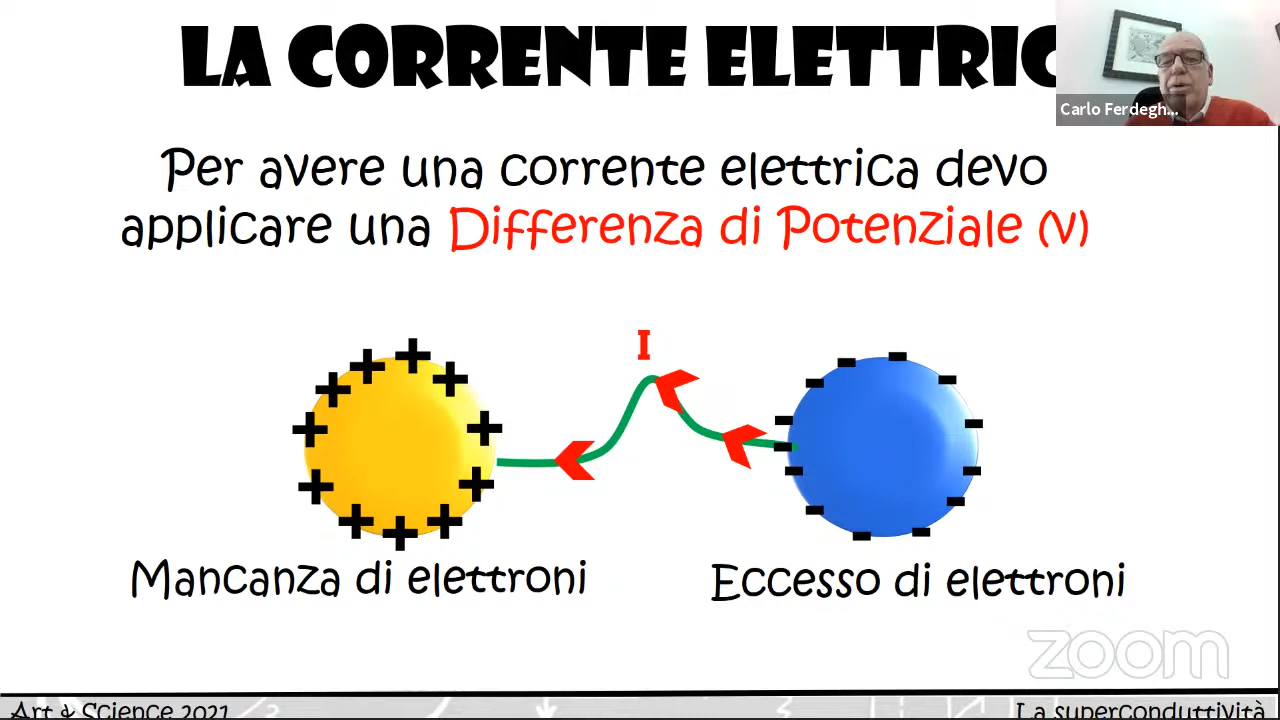 LA CORRENTE ELETTRIC
Carlo Ferdegh...
Per avere una corrente elettrica devo
applicare una Differenza di Potenziale (V)
I
Mancanza di elettroni
Eccesso di elettroni
zoom
Art & Science 2021
La superconduttività